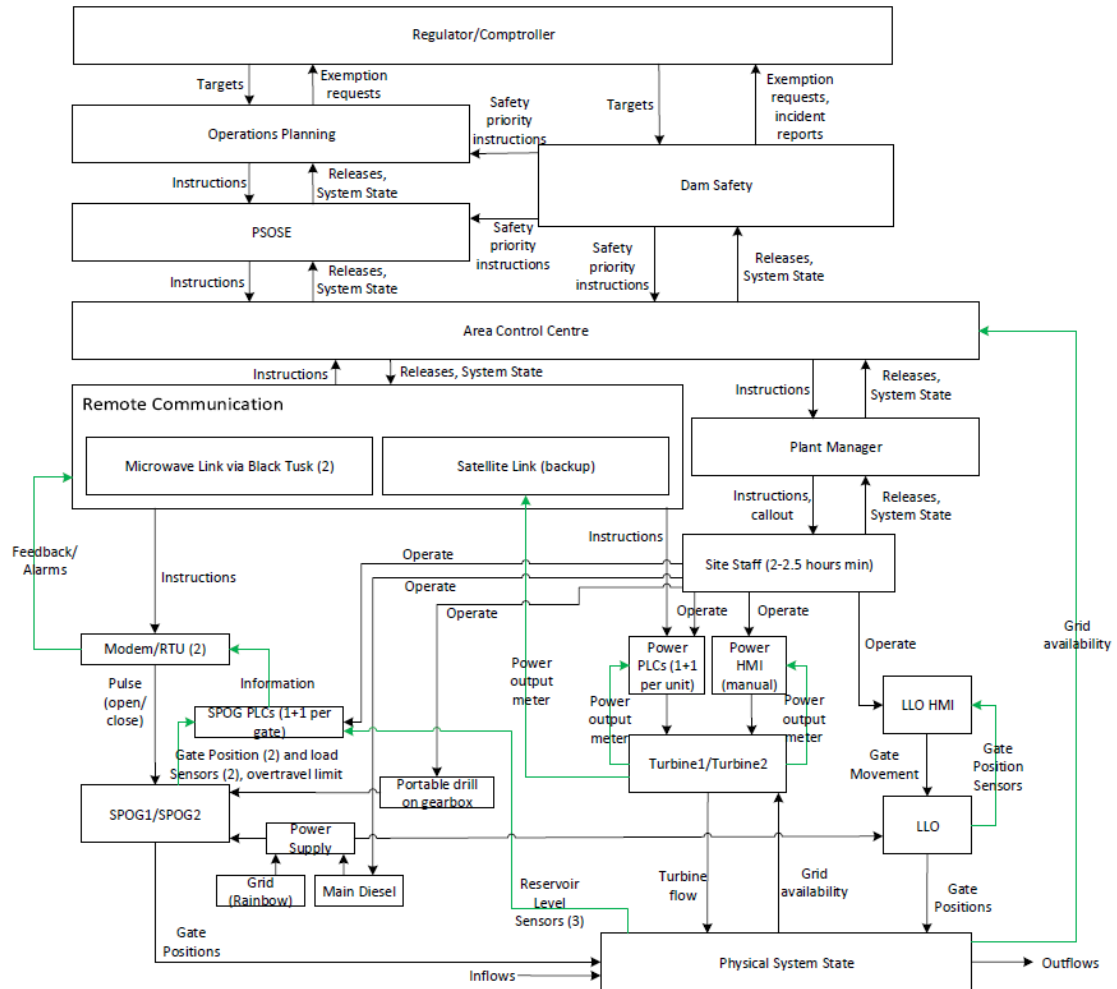 Regulator/Comptroller
Targets
Exemption
requests
Targets
Exemption
requests,
incident
reports
Operations Planning
Safety
priority
instructions
Dam Safety
Instructions
Releases,
System State
PSOSE
Safety
priority
instructions
Safety
priority
instructions
Releases,
System State
Instructions
Releases,
System State
Area Control Centre
Instructions
Releases, System State
Instructions
Releases,
System State
Remote Communication
Microwave Link via Black Tusk (2)
Satellite Link (backup)
Plant Manager
Instructions,
callout
Releases,
System State
Feedback/
Alarms
Instructions
Operate
Operate
Operate
Instructions
Site Staff (2-2.5 hours min)
Operate
Operate
Operate
Grid
availability
Modem/RTU (2)
Information
Pulse
(open/
close)
SPOG PLCs (1+1 per
gate)
Power
output
meter
Power
PLCs (1+1
per unit)
Power
HMI
(manual)
Power
output
meter
Power
output
meter
LLO HMI
Gate Position (2) and load
Sensors (2), overtravel limit
Portable drill
on gearbox
Turbine1/Turbine2
Gate
Movement
Gate
Position
Sensors
SPOG1/SPOG2
Power
Supply
LLO
Grid
(Rainbow)
Main Diesel
Reservoir
Level
Sensors (3)
Turbine
flow
Grid
availability
Gate
Positions
Gate
Positions
Inflows
Physical System State
Outflows